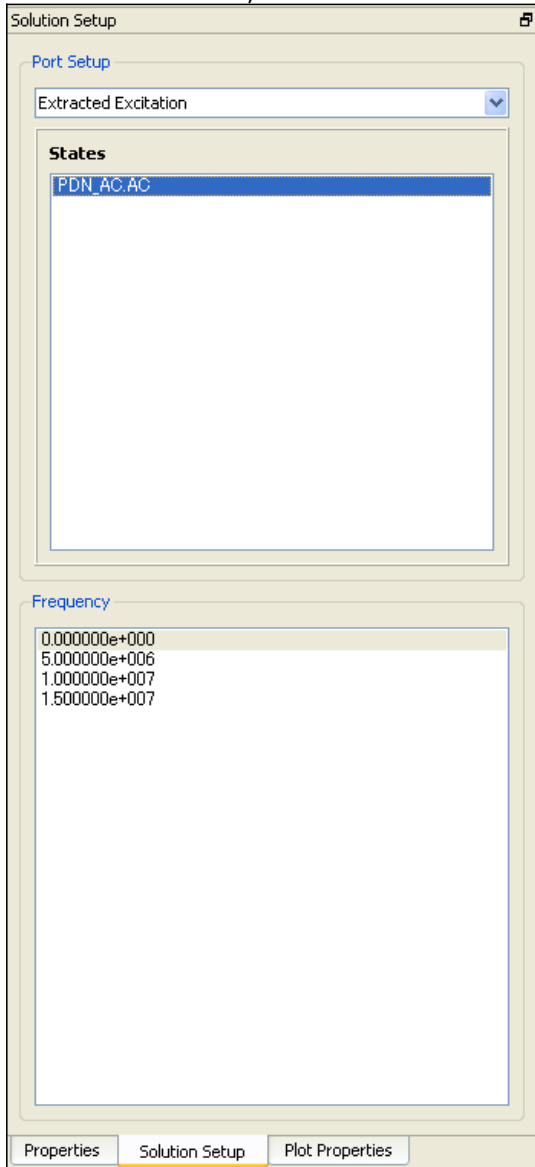 Solution Setup
Port Setup
Extracted Excitation
States
PDN_AC.AC
Frequency
0.000000e+000
5.000000e+006
1.000000e+007
1.500000e+007
Properties Solution Setup Plot Properties